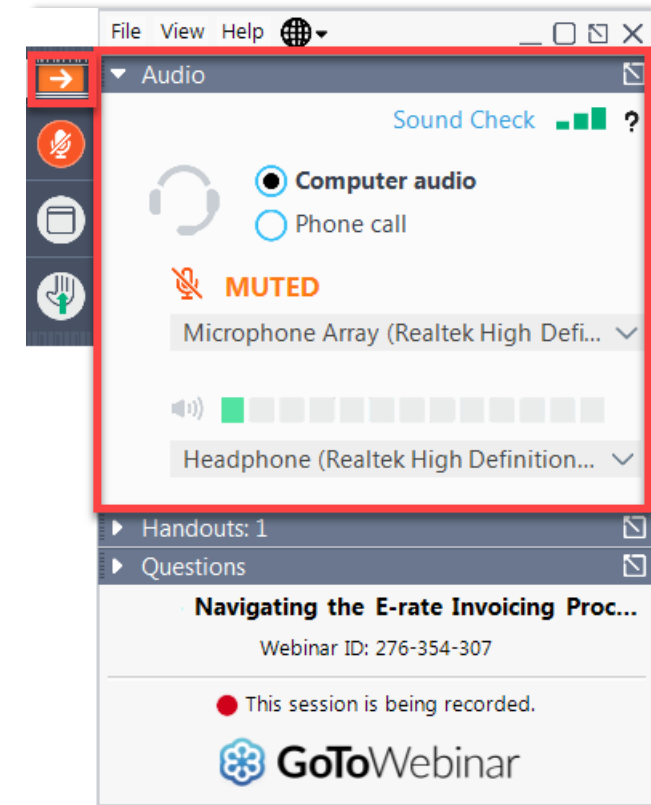 File View Help
Audio
Sound Check ?
Computer audio
Phone call
MUTED
Microphone Array (Realtek High Defi...
Headphone (Realtek High Definition...
Handouts: 1
Questions
Navigating the E-rate Invoicing Proc...
Webinar ID: 276-354-307
This session is being recorded.
GoToWebinar